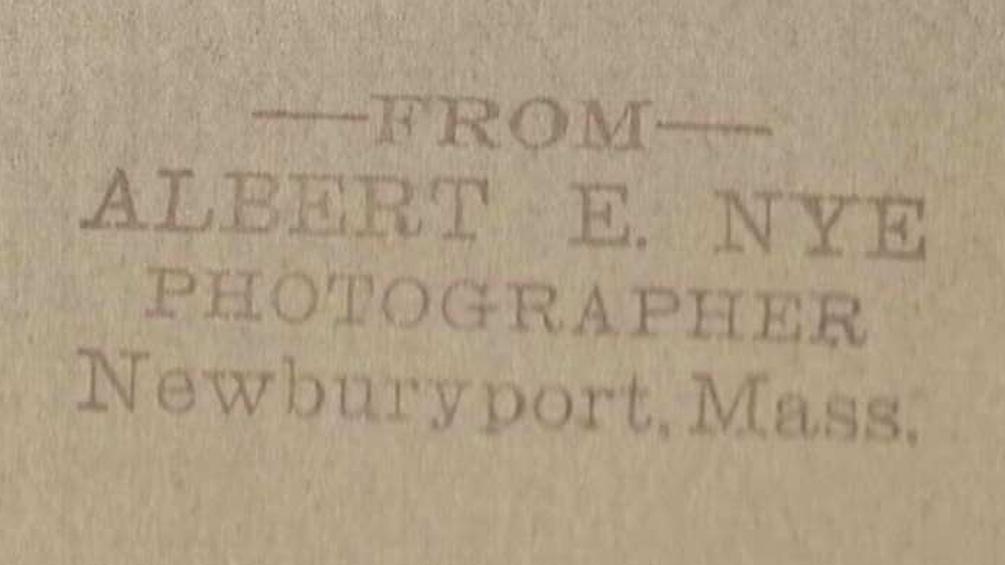 —FROM—
ALBERT E. NYE
PHOTOGRAPHER
Newburyport, Mass.